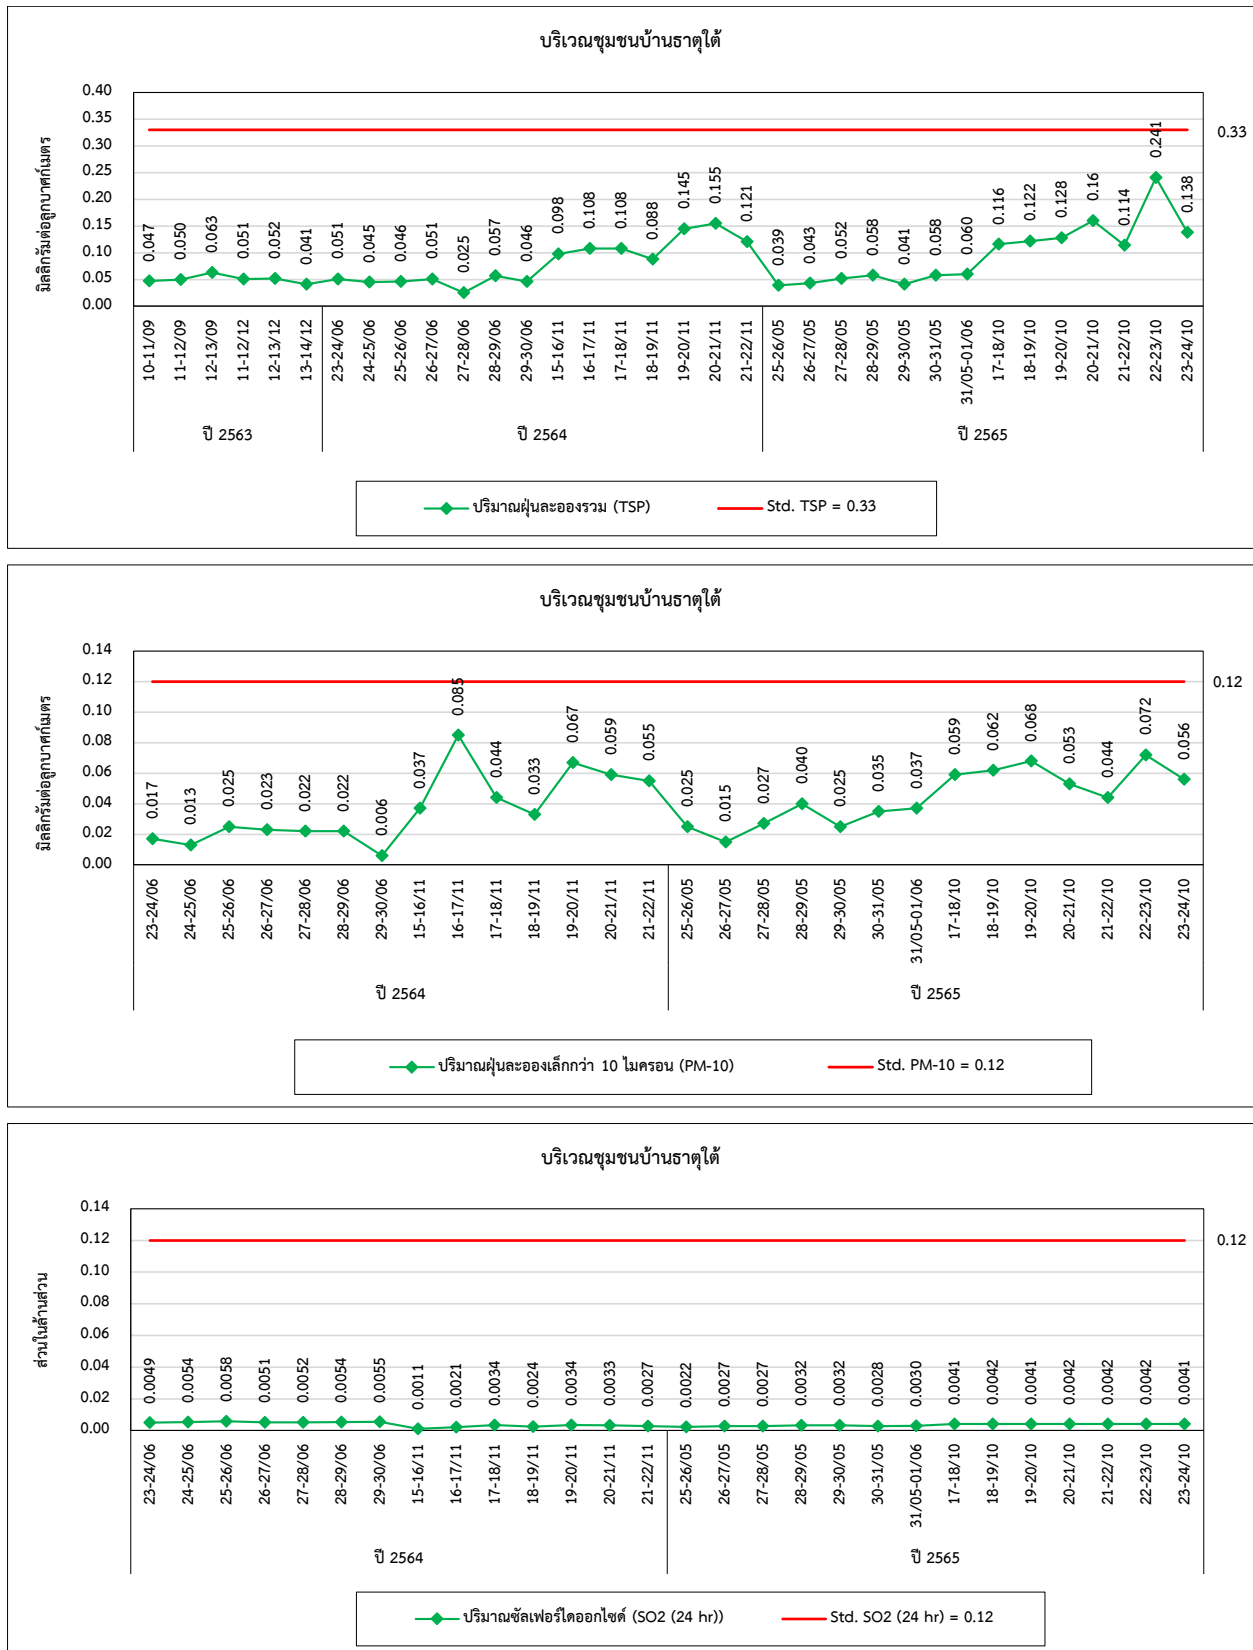 บริเวณชุมชนบ้านธาตุใต้
มิลลิกรัมต่อลูกบาศก์เมตร
0.40
0.35
0.30
0.25
0.20
0.15
0.10
0.05
0.00
0.33
0.047 0.050 0.063 0.051 0.052 0.041 0.051 0.045 0.046 0.051 0.025 0.057 0.046 0.098 0.108 0.108 0.088 0.145 0.155 0.121 0.039 0.043 0.052 0.058 0.041 0.058 0.060 0.116 0.122 0.128 0.16 0.114 0.241 0.138
10-11/09 11-12/09 12-13/09 11-12/12 12-13/12 13-14/12 23-24/06 24-25/06 25-26/06 26-27/06 27-28/06 28-29/06 29-30/06 15-16/11 16-17/11 17-18/11 18-19/11 19-20/11 20-21/11 21-22/11 25-26/05 26-27/05 27-28/05 28-29/05 29-30/05 30-31/05 31/05-01/06 17-18/10 18-19/10 19-20/10 20-21/10 21-22/10 22-23/10 23-24/10
ปี 2563 ปี 2564 ปี 2565
ปริมาณฝุ่นละอองรวม (TSP) Std. TSP = 0.33
บริเวณชุมชนบ้านธาตุใต้
มิลลิกรัมต่อลูกบาศก์เมตร
0.14
0.12
0.10
0.08
0.06
0.04
0.02
0.00
0.12
0.017 0.013 0.025 0.023 0.022 0.022 0.006 0.037 0.085 0.044 0.033 0.067 0.059 0.055 0.025 0.015 0.027 0.040 0.025 0.035 0.037 0.059 0.062 0.068 0.053 0.044 0.072 0.056
23-24/06 24-25/06 25-26/06 26-27/06 27-28/06 28-29/06 29-30/06 15-16/11 16-17/11 17-18/11 18-19/11 19-20/11 20-21/11 21-22/11 25-26/05 26-27/05 27-28/05 28-29/05 29-30/05 30-31/05 31/05-01/06 17-18/10 18-19/10 19-20/10 20-21/10 21-22/10 22-23/10 23-24/10
ปี 2564 ปี 2565
ปริมาณฝุ่นละอองเล็กกว่า 10 ไมครอน (PM-10) Std. PM-10 = 0.12
บริเวณชุมชนบ้านธาตุใต้
ส่วนในล้านส่วน
0.14
0.12
0.10
0.08
0.06
0.04
0.02
0.00
0.12
0.0049 0.0054 0.0058 0.0051 0.0052 0.0054 0.0055 0.0011 0.0021 0.0034 0.0024 0.0034 0.0033 0.0027 0.0022 0.0027 0.0027 0.0032 0.0032 0.0028 0.0030 0.0041 0.0042 0.0041 0.0042 0.0042 0.0042 0.0041
23-24/06 24-25/06 25-26/06 26-27/06 27-28/06 28-29/06 29-30/06 15-16/11 16-17/11 17-18/11 18-19/11 19-20/11 20-21/11 21-22/11 25-26/05 26-27/05 27-28/05 28-29/05 29-30/05 30-31/05 31/05-01/06 17-18/10 18-19/10 19-20/10 20-21/10 21-22/10 22-23/10 23-24/10
ปี 2564 ปี 2565
ปริมาณซัลเฟอร์ไดออกไซด์ (SO2 (24 hr)) Std. SO2 (24 hr) = 0.12